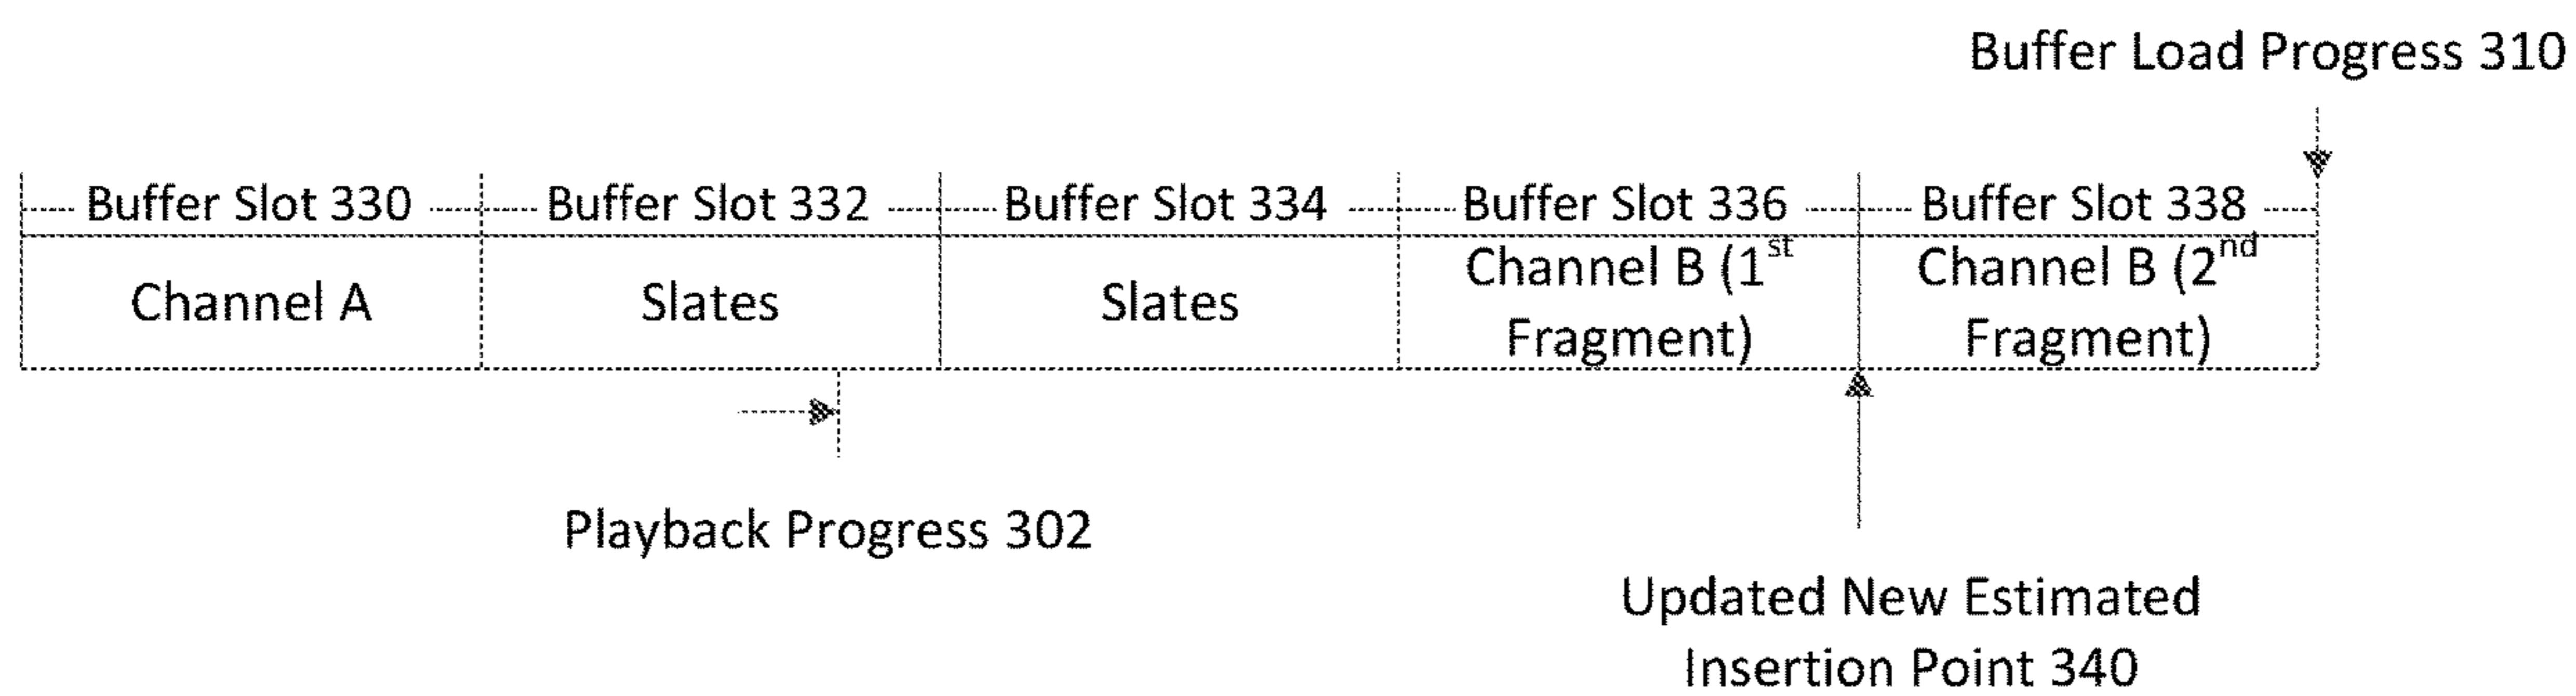 Buffer Load Progress 310
Buffer Slot 330 Buffer Slot 332 Buffer Slot 334 Buffer Slot 336 Buffer Slot 338
Channel A Slates Slates Channel B (1st Fragment) Channel B (2nd Fragment)
Playback Progress 302
Updated New Estimated
Insertion Point 340